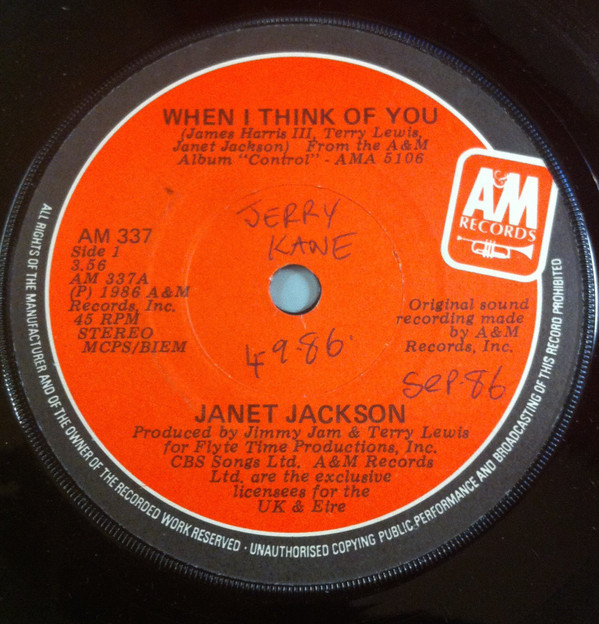 WHEN I THINK OF YOU
(James Harris III, Terry Lewis,
Janet Jackson) From the A&M
Album "Control" - AMA 5106
A&M
RECORDS
JERRY
KANE
AM 337
Side 1
3.56
AM 337A
(P) 1986 A&M
Records, Inc.
45 RPM
STEREO
MCPS/BIEM
Original sound
recording made
by A&M
Records, Inc.
4 9-86
SEP. 86
JANET JACKSON
Produced by Jimmy Jam & Terry Lewis
for Flyte Time Productions, Inc.
CBS Songs Ltd. A&M Records
Ltd. are the exclusive
licensees for the
UK & Eire
ALL RIGHTS OF THE MANUFACTURER AND OF THE OWNER OF THE RECORDED WORK RESERVED · UNAUTHORISED COPYING PUBLIC PERFORMANCE AND BROADCASTING OF THIS RECORD PROHIBITED